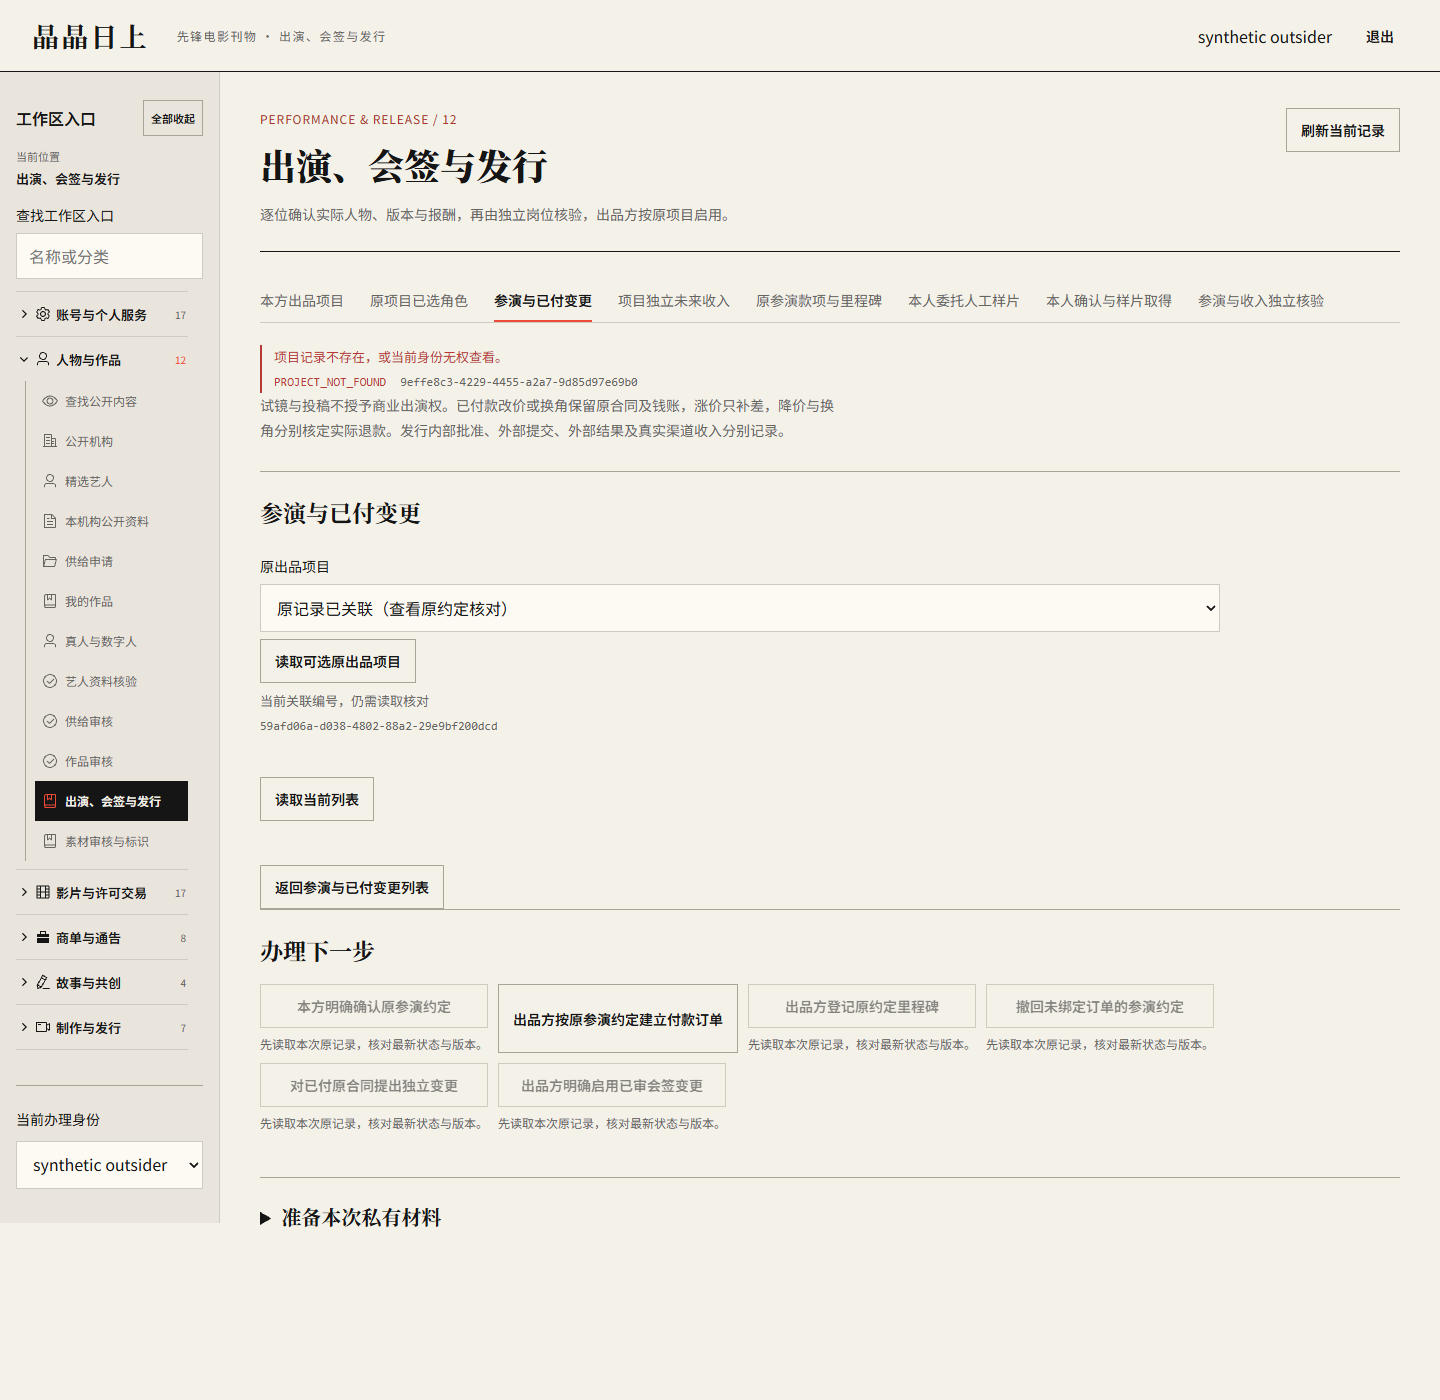 晶晶日上
先锋电影刊物 • 出演、会签与发行
synthetic outsider
退出
工作区入口
全部收起
当前位置
出演、会签与发行
查找工作区入口
名称或分类
账号与个人服务 17
人物与作品 12
查找公开内容
公开机构
精选艺人
本机构公开资料
供给申请
我的作品
真人与数字人
艺人资料核验
供给审核
作品审核
出演、会签与发行
素材审核与标识
影片与许可交易 17
商单与通告 8
故事与共创 4
制作与发行 7
当前办理身份
synthetic outsider
PERFORMANCE & RELEASE / 12
出演、会签与发行
逐位确认实际人物、版本与报酬，再由独立岗位核验，出品方按原项目启用。
刷新当前记录
本方出品项目 原项目已选角色 参演与已付变更 项目独立未来收入 原参演款项与里程碑 本人委托人工样片 本人确认与样片取得 参演与收入独立核验
项目记录不存在，或当前身份无权查看。
PROJECT_NOT_FOUND 9effe8c3-4229-4455-a2a7-9d85d97e69b0
试镜与投稿不授予商业出演权。已付款改价或换角保留原合同及钱账，涨价只补差，降价与换
角分别核定实际退款。发行内部批准、外部提交、外部结果及真实渠道收入分别记录。
参演与已付变更
原出品项目
原记录已关联（查看原约定核对）
读取可选原出品项目
当前关联编号，仍需读取核对
59afd06a-d038-4802-88a2-29e9bf200dcd
读取当前列表
返回参演与已付变更列表
办理下一步
本方明确确认原参演约定
先读取本次原记录，核对最新状态与版本。
出品方按原参演约定建立付款订单
出品方登记原约定里程碑
先读取本次原记录，核对最新状态与版本。
撤回未绑定订单的参演约定
先读取本次原记录，核对最新状态与版本。
对已付原合同提出独立变更
先读取本次原记录，核对最新状态与版本。
出品方明确启用已审会签变更
先读取本次原记录，核对最新状态与版本。
准备本次私有材料